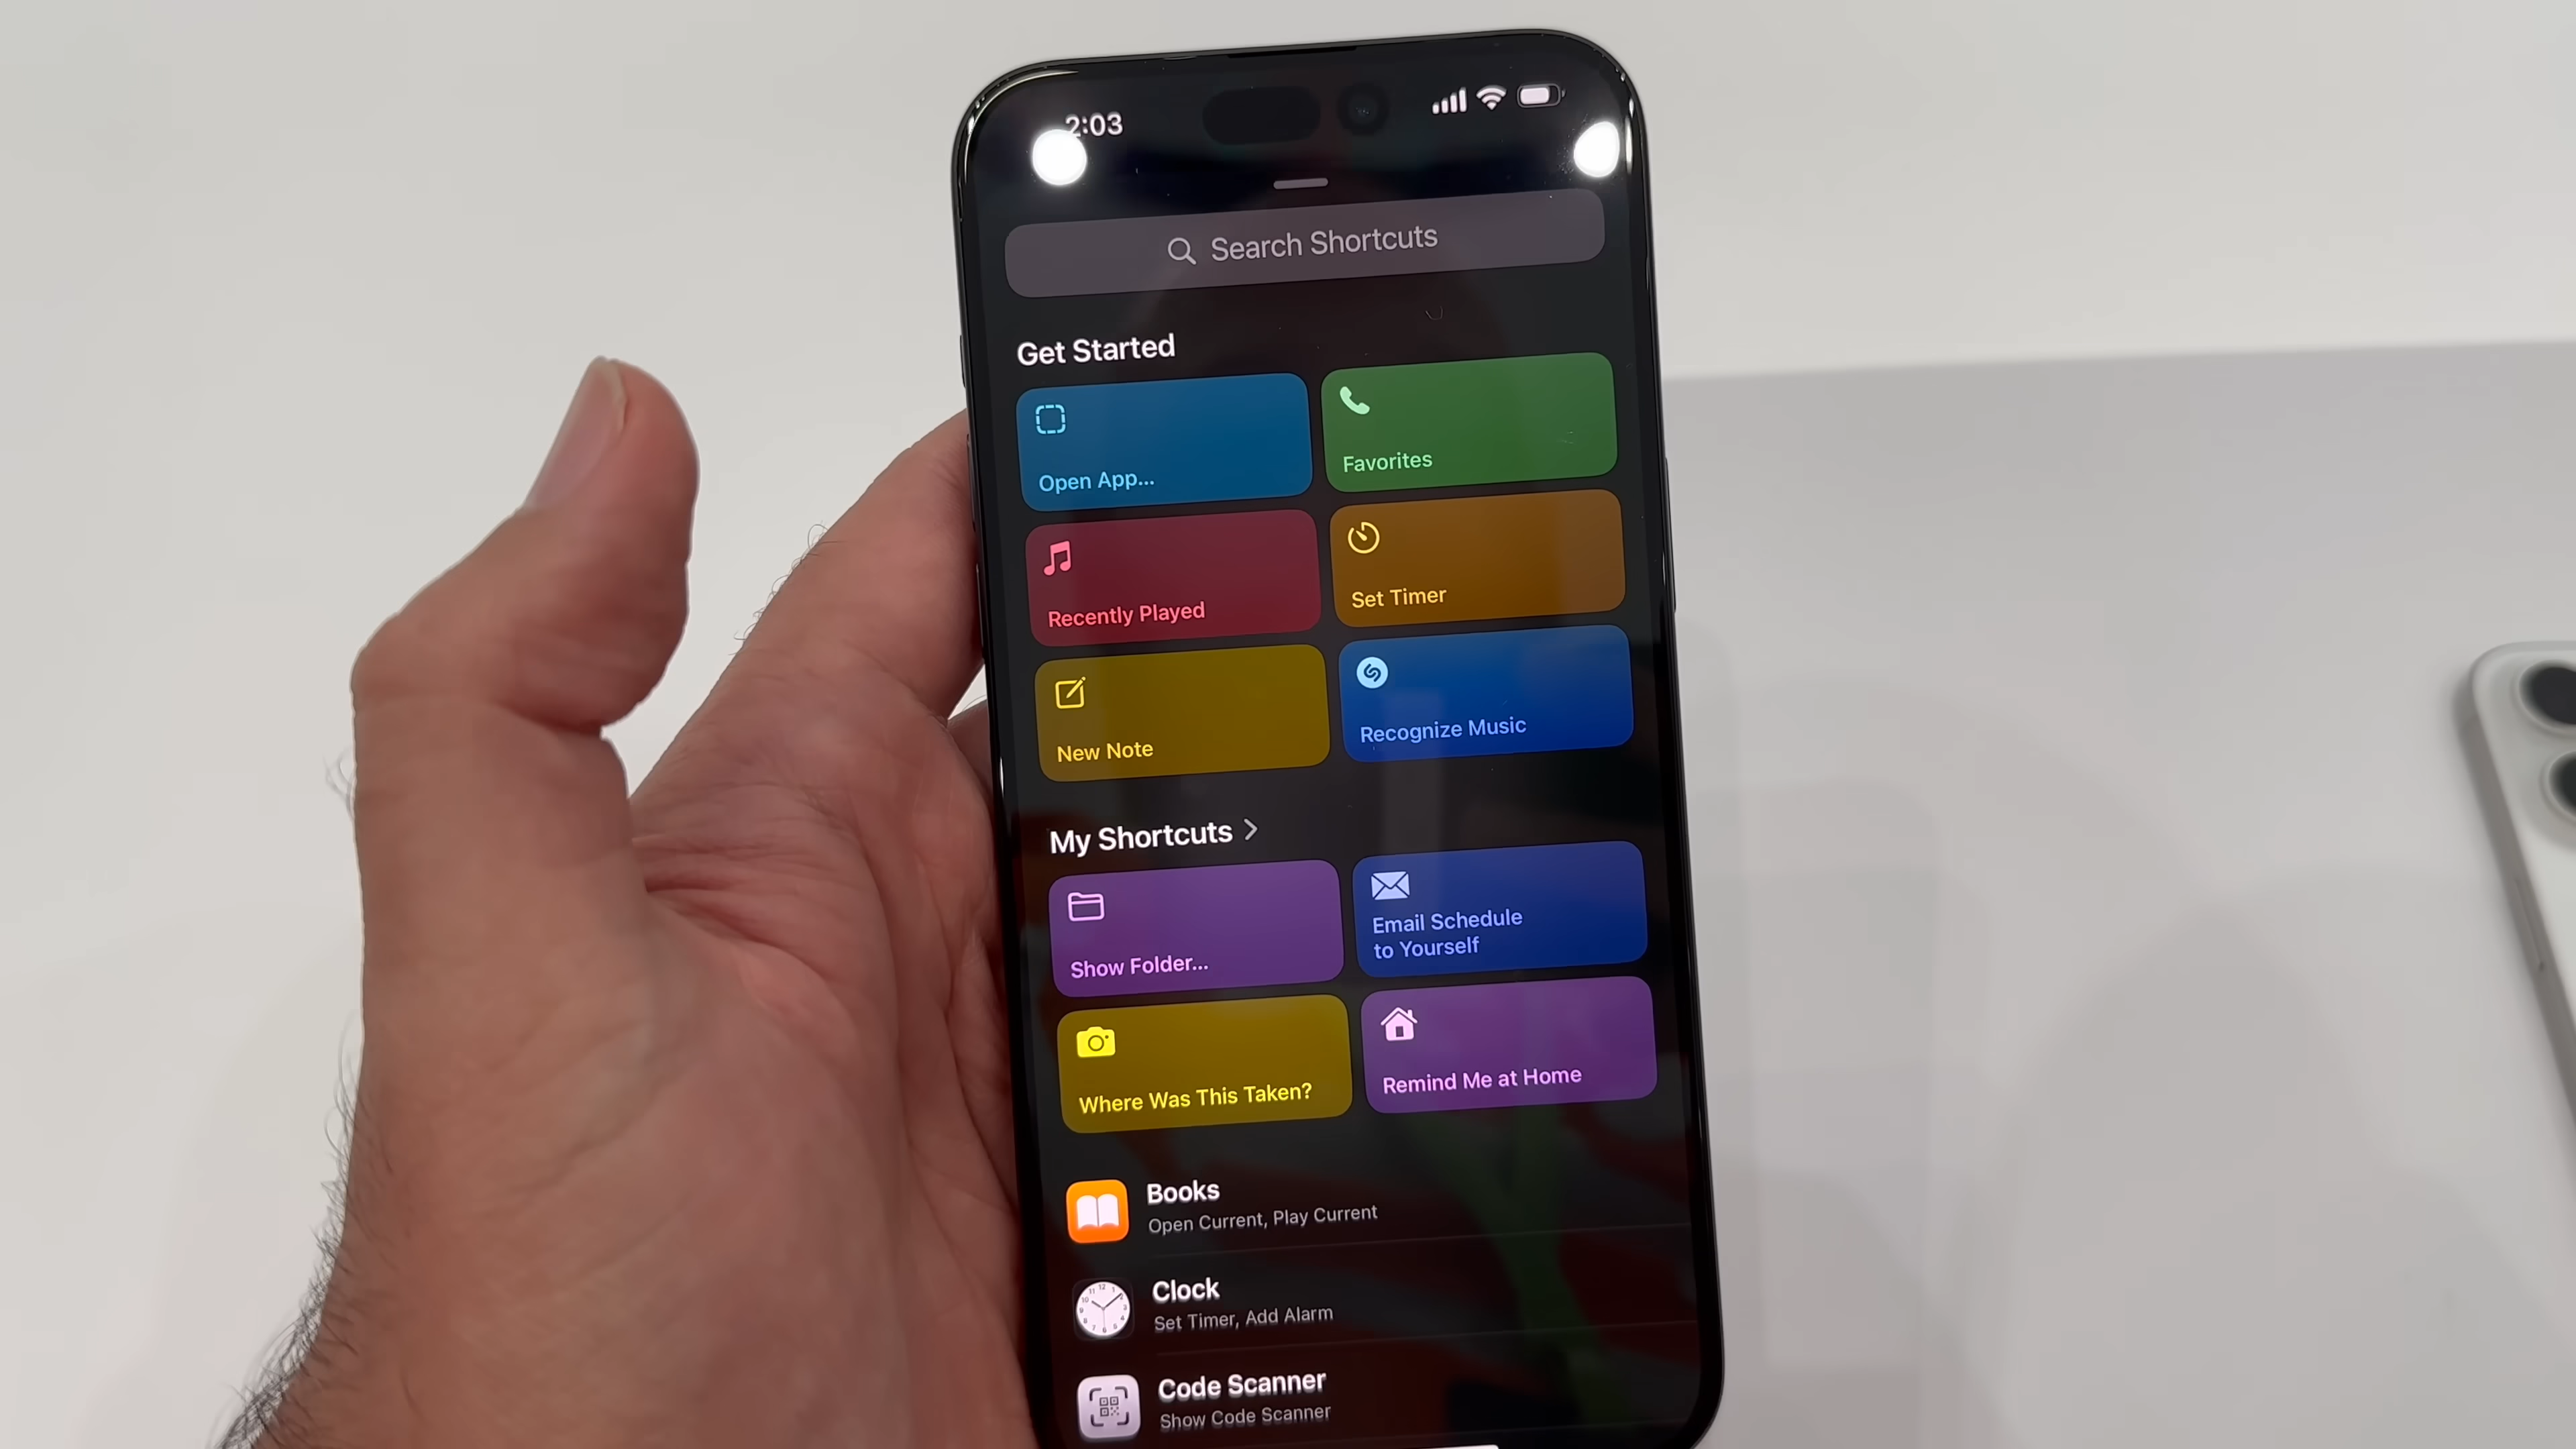 2:03
Search Shortcuts
Get Started
Open App...
Favorites
Recently Played
Set Timer
New Note
Recognize Music
My Shortcuts
Show Folder...
Email Schedule
to Yourself
Where Was This Taken?
Remind Me at Home
Books
Open Current, Play Current
Clock
Set Timer, Add Alarm
Code Scanner
Show Code Scanner